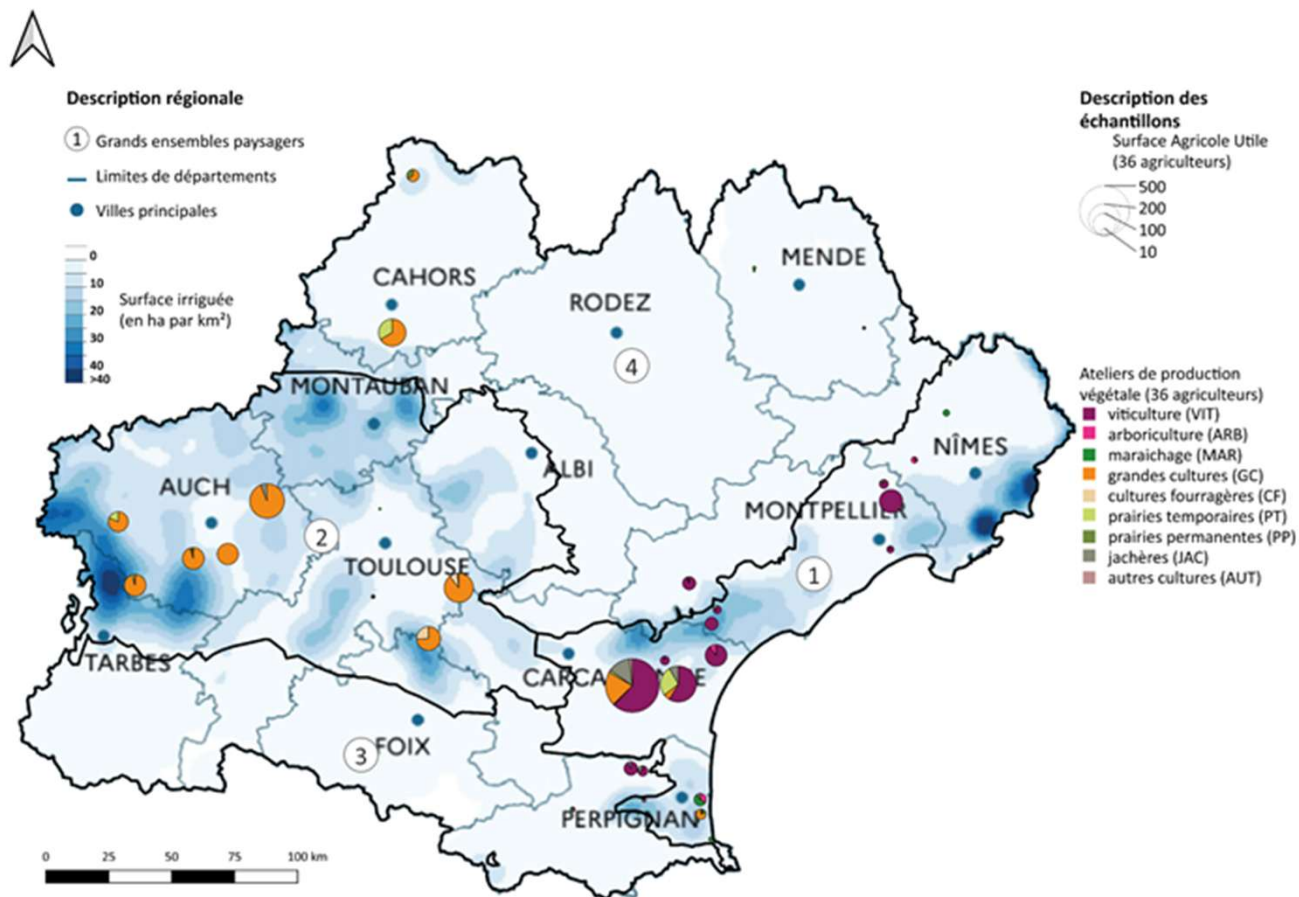 Description régionale
1 Grands ensembles paysagers
Limites de départements
Villes principales
0
10
20
30
40
>40
Surface irriguée
(en ha par km²)
Description des
échantillons
Surface Agricole Utile
(36 agriculteurs)
500
200
100
10
Ateliers de production
végétale (36 agriculteurs)
viticulture (VIT)
arboriculture (ARB)
maraichage (MAR)
grandes cultures (GC)
cultures fourragères (CF)
prairies temporaires (PT)
prairies permanentes (PP)
jachères (JAC)
autres cultures (AUT)
MENDE
CAHORS
RODEZ
4
MONTAUBAN
NÎMES
ALBI
AUCH
MONTPELLIER
2
TOULOUSE
1
TARBES
CARCA
E
FOIX
3
PERPIGNAN
0 25 50 75 100 km